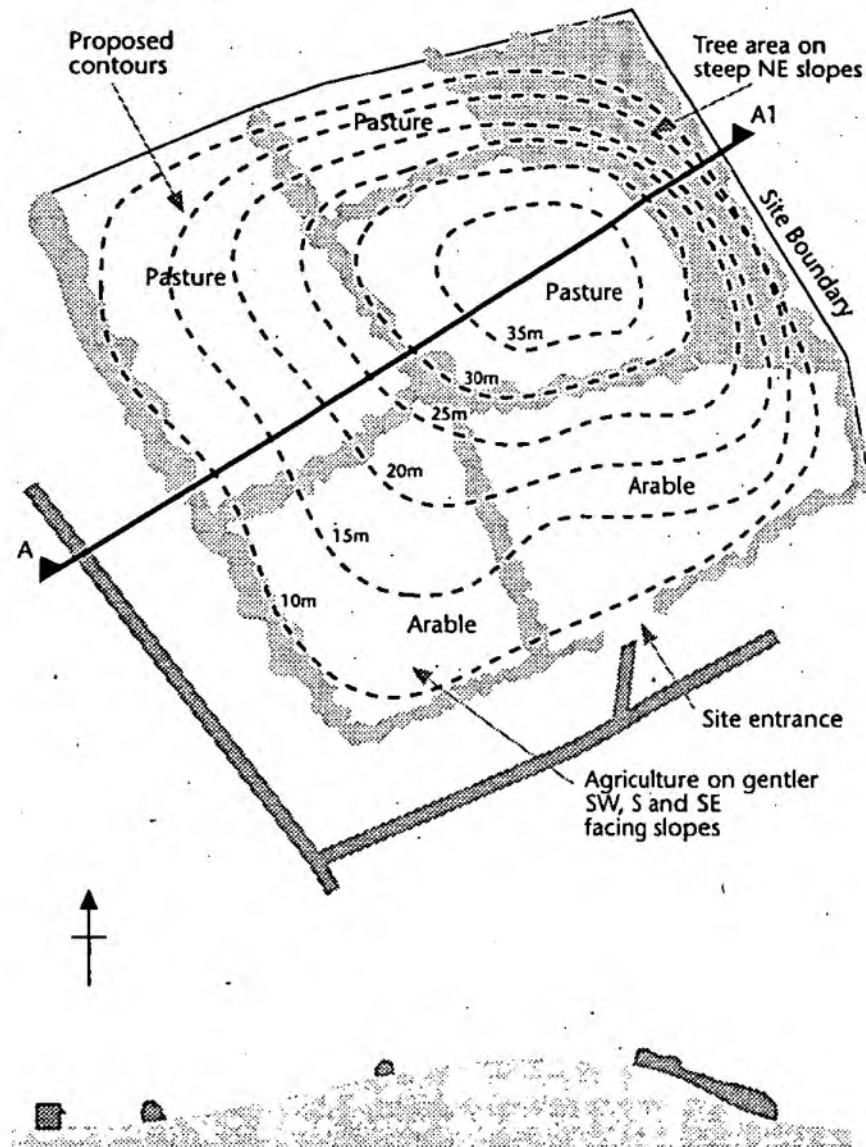 Proposed
contours
Tree area on
steep NE slopes
A1
Pasture
Site Boundary
Pasture
Pasture
35m
30m
25m
20m
Arable
15m
A
10m
Arable
Site entrance
Agriculture on gentler
SW, S and SE
facing slopes